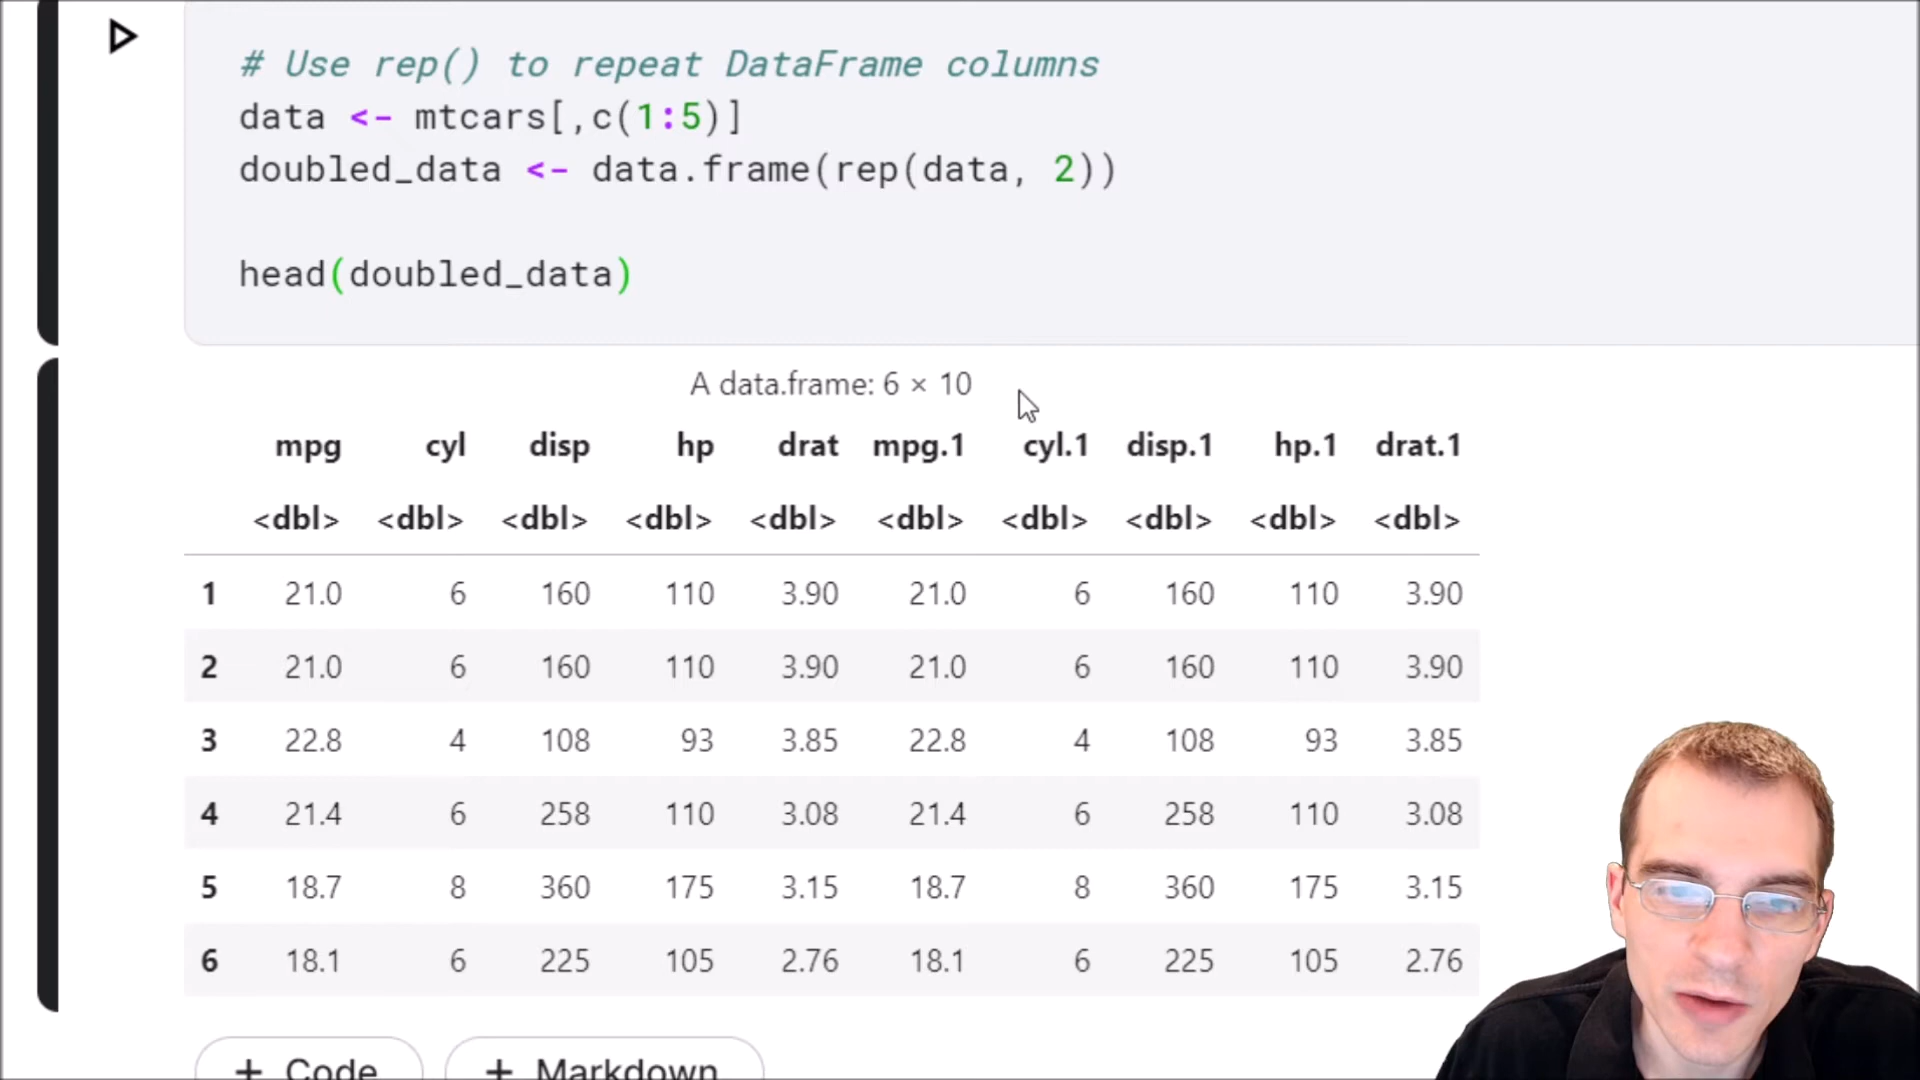 # Use rep() to repeat DataFrame columns
data <- mtcars[,c(1:5)]
doubled_data <- data.frame(rep(data, 2))
head(doubled_data)
A data.frame: 6 × 10
mpg cyl disp hp drat mpg.1 cyl.1 disp.1 hp.1 drat.1
<dbl> <dbl> <dbl> <dbl> <dbl> <dbl> <dbl> <dbl> <dbl> <dbl>
1 21.0 6 160 110 3.90 21.0 6 160 110 3.90
2 21.0 6 160 110 3.90 21.0 6 160 110 3.90
3 22.8 4 108 93 3.85 22.8 4 108 93 3.85
4 21.4 6 258 110 3.08 21.4 6 258 110 3.08
5 18.7 8 360 175 3.15 18.7 8 360 175 3.15
6 18.1 6 225 105 2.76 18.1 6 225 105 2.76
+ Code + Markdown